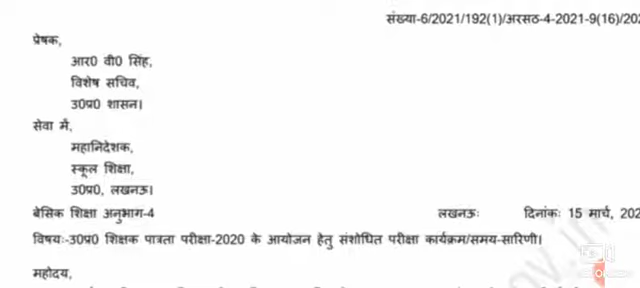 संख्या-6/2021/192(1)/अरसठ-4-2021-9(16)/202
प्रेषक,
आर0 वी0 सिंह,
विशेष सचिव,
उ0प्र0 शासन।
सेवा में,
महानिदेशक,
स्कूल शिक्षा,
उ0प्र0, लखनऊ।
बेसिक शिक्षा अनुभाग-4 लखनऊः दिनांकः 15 मार्च, 202
विषयः-उ0प्र0 शिक्षक पात्रता परीक्षा-2020 के आयोजन हेतु संशोधित परीक्षा कार्यक्रम/समय-सारिणी।
महोदय,